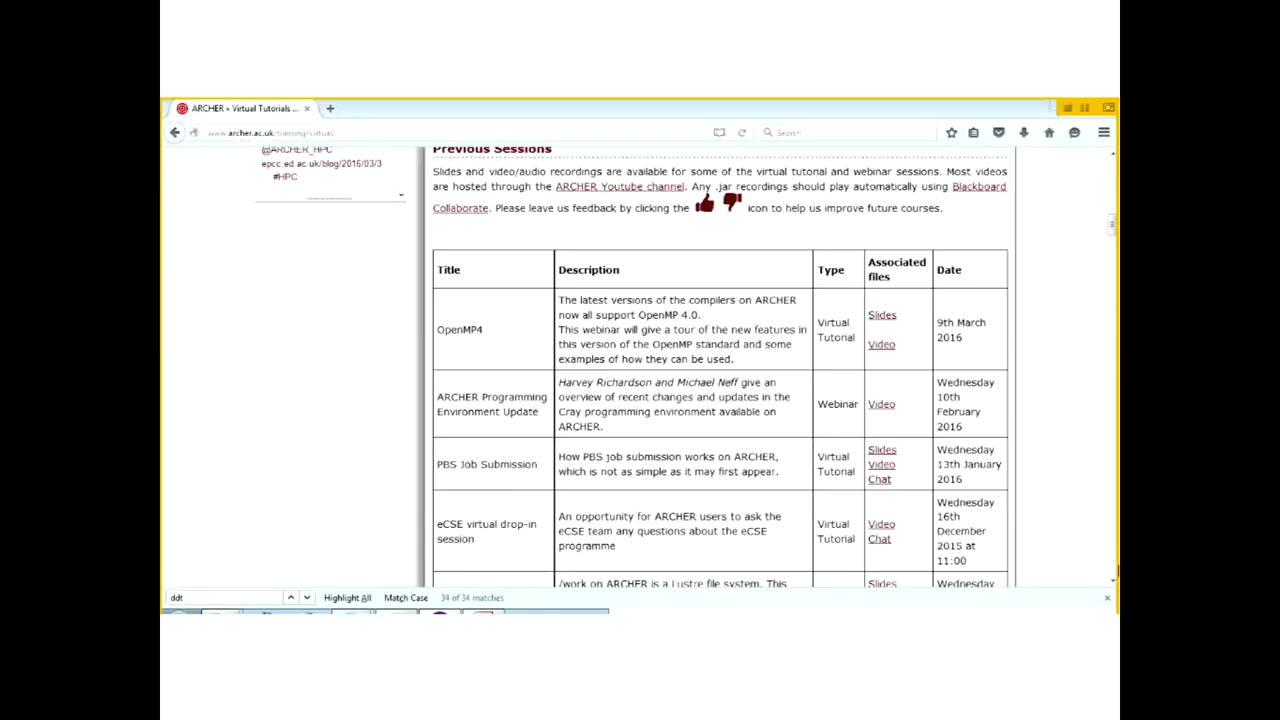 ARCHER » Virtual Tutorials ...
www.archer.ac.uk/training/virtual/
Search
@ARCHER_HPC
epcc.ed.ac.uk/blog/2016/03/3
#HPC
Previous Sessions
Slides and video/audio recordings are available for some of the virtual tutorial and webinar sessions. Most videos
are hosted through the ARCHER Youtube channel. Any .jar recordings should play automatically using Blackboard
Collaborate. Please leave us feedback by clicking the icon to help us improve future courses.
Title
Description
Type
Associated
files
Date
OpenMP4
The latest versions of the compilers on ARCHER
now all support OpenMP 4.0.
This webinar will give a tour of the new features in
this version of the OpenMP standard and some
examples of how they can be used.
Virtual
Tutorial
Slides
Video
9th March
2016
ARCHER Programming
Environment Update
Harvey Richardson and Michael Neff give an
overview of recent changes and updates in the
Cray programming environment available on
ARCHER.
Webinar
Video
Wednesday
10th
February
2016
PBS Job Submission
How PBS job submission works on ARCHER,
which is not as simple as it may first appear.
Virtual
Tutorial
Slides
Video
Chat
Wednesday
13th January
2016
eCSE virtual drop-in
session
An opportunity for ARCHER users to ask the
eCSE team any questions about the eCSE
programme
Virtual
Tutorial
Video
Chat
Wednesday
16th
December
2015 at
11:00
/work on ARCHER is a Lustre file system. This
Slides
Wednesday
ddt
Highlight All
Match Case
34 of 34 matches